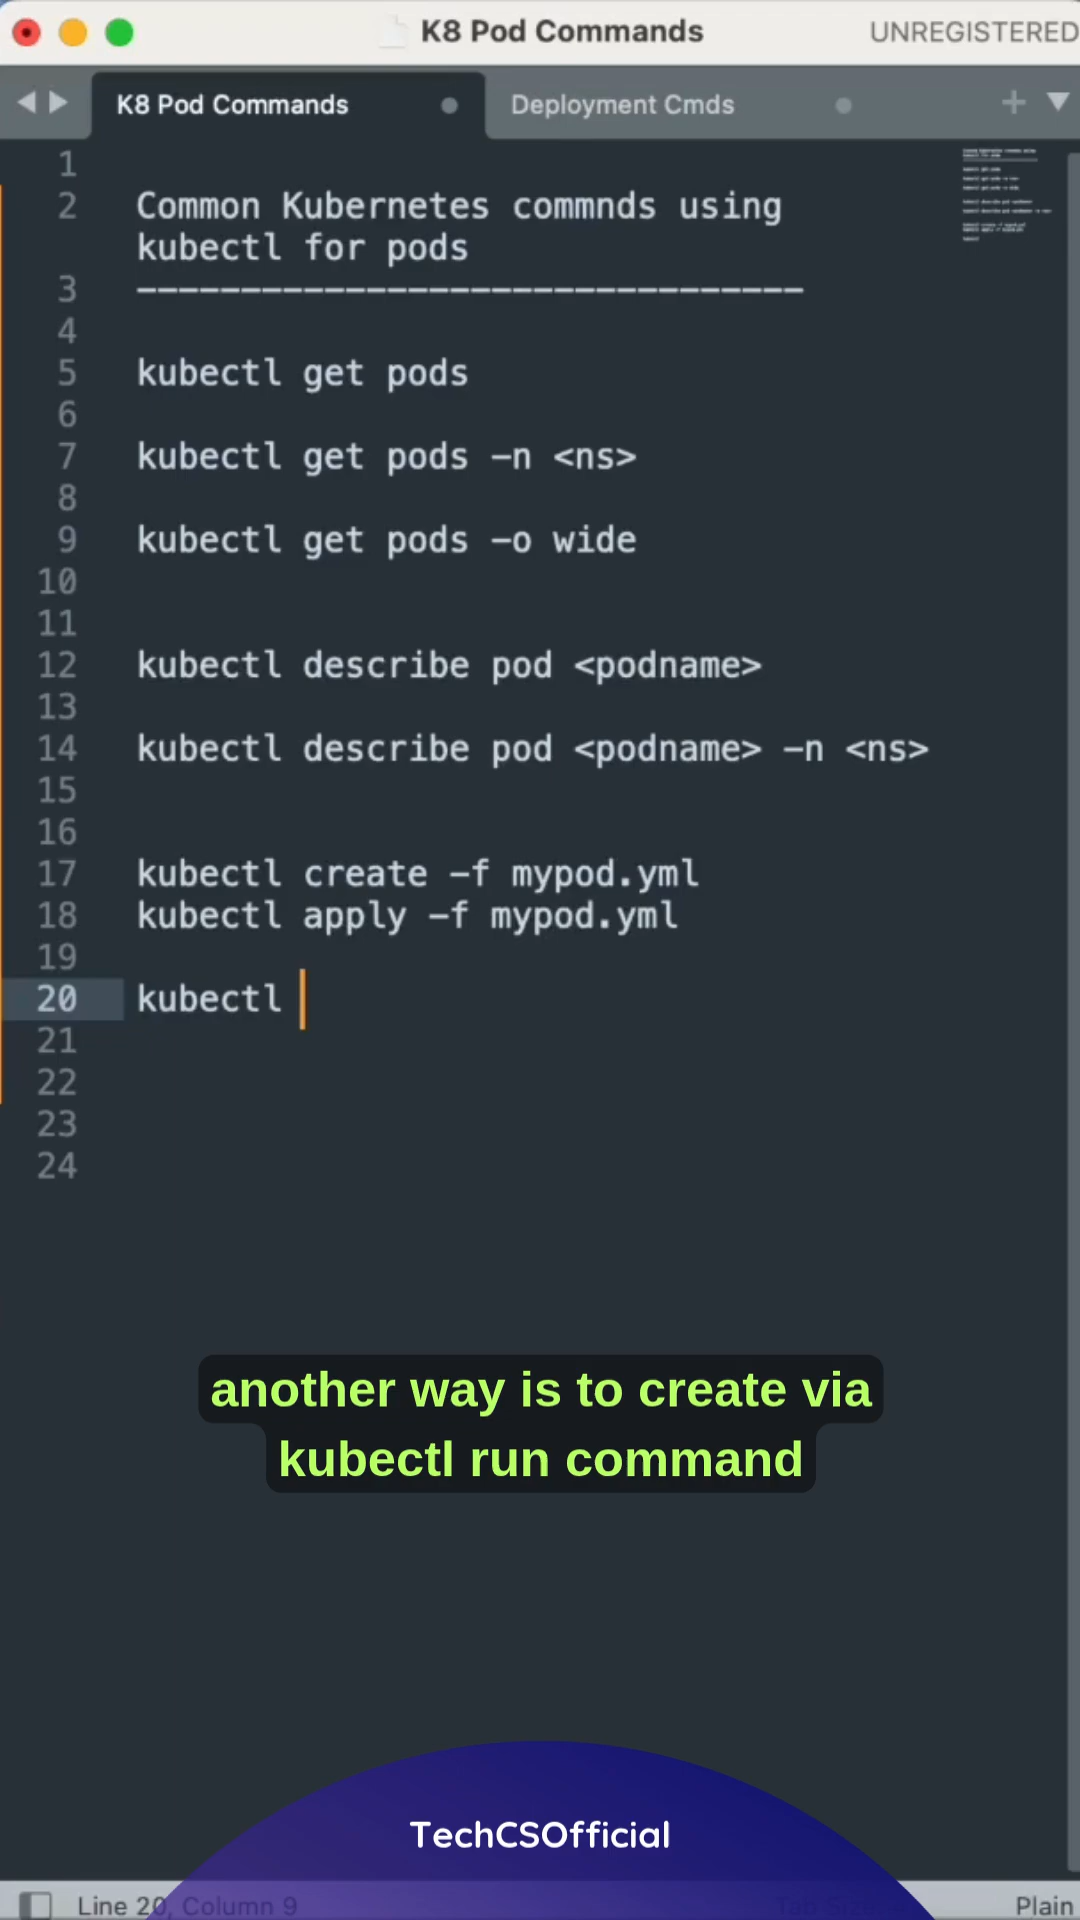 K8 Pod Commands
UNREGISTERED
K8 Pod Commands
Deployment Cmds
1
2 Common Kubernetes commnds using
kubectl for pods
3 --------------------------------
4
5 kubectl get pods
6
7 kubectl get pods -n <ns>
8
9 kubectl get pods -o wide
10
11
12 kubectl describe pod <podname>
13
14 kubectl describe pod <podname> -n <ns>
15
16
17 kubectl create -f mypod.yml
18 kubectl apply -f mypod.yml
19
20 kubectl
21
22
23
24
another way is to create via
kubectl run command
TechCSOfficial
Line 20, Column 9
Plain